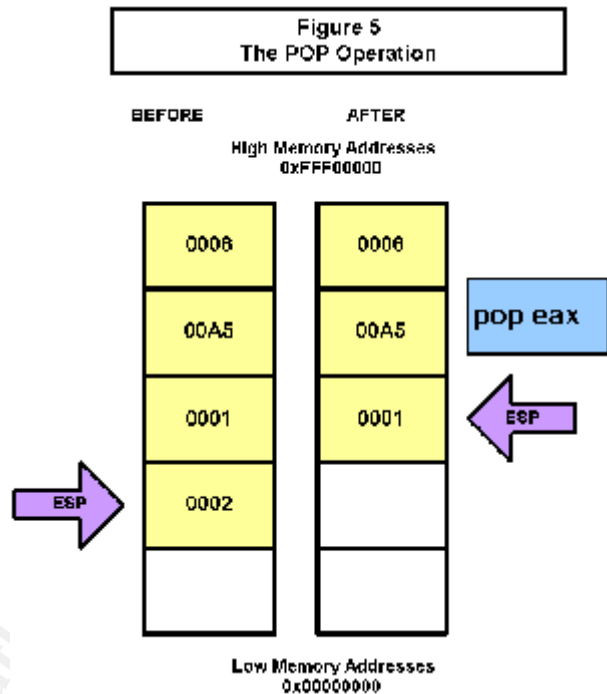 Figure 5
The POP Operation
BEFORE AFTER
High Memory Addresses
0xFFF00000
0006 0006
00A5 00A5
pop eax
0001 0001
ESP
ESP
0002
Low Memory Addresses
0x00000000